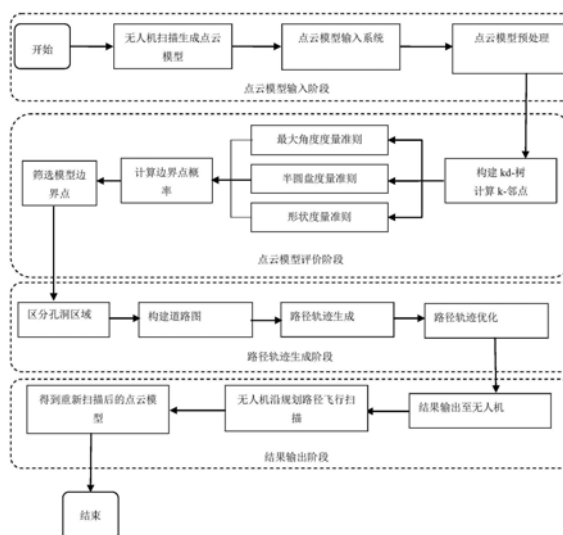 开始
无人机扫描生成点云
模型
点云模型输入系统
点云模型预处理
点云模型输入阶段
最大角度度量准则
筛选模型边界
点
计算边界点概
率
半圆盘度量准则
构建 kd-树
计算 k-邻点
形状度量准则
点云模型评价阶段
区分孔洞区域
构建道路图
路径轨迹生成
路径轨迹优化
路径轨迹生成阶段
得到重新扫描后的点云模
型
无人机沿规划路径飞行扫
描
结果输出至无人机
结果输出阶段
结束